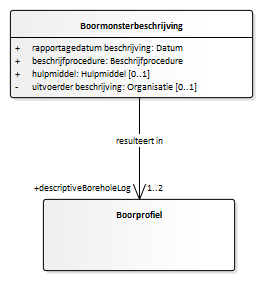 Boormonsterbeschrijving
+ rapportagedatum beschrijving: Datum
+ beschrijfprocedure: Beschrijfprocedure
+ hulpmiddel: Hulpmiddel [0..1]
- uitvoerder beschrijving: Organisatie [0..1]
resulteert in
+descriptiveBoreholeLog 1..2
Boorprofiel